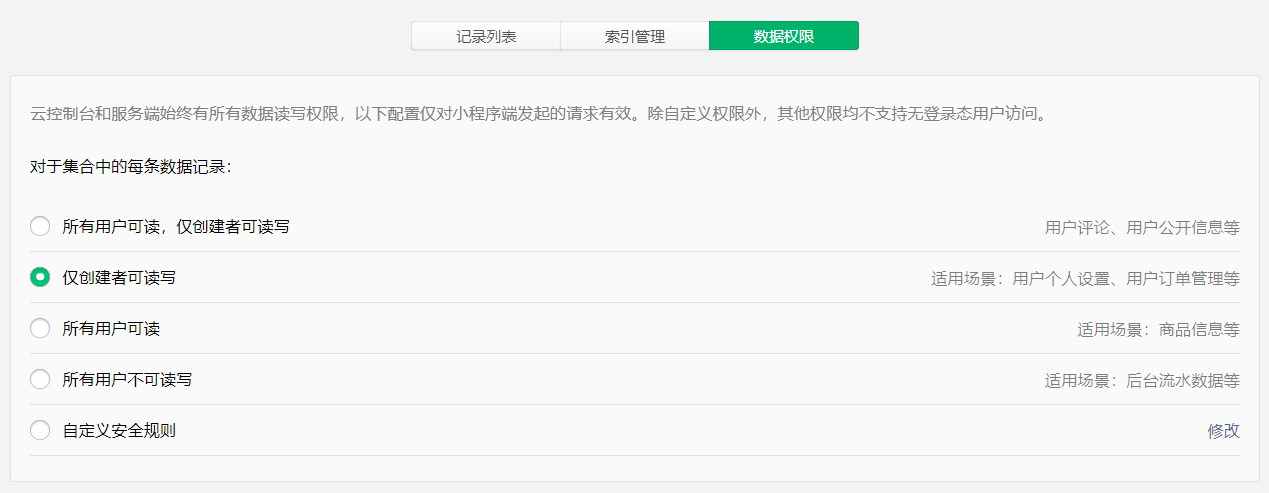 记录列表 索引管理 数据权限
云控制台和服务端始终有所有数据读写权限，以下配置仅对小程序端发起的请求有效。除自定义权限外，其他权限均不支持无登录态用户访问。
对于集合中的每条数据记录：
所有用户可读，仅创建者可读写 用户评论、用户公开信息等
仅创建者可读写 适用场景：用户个人设置、用户订单管理等
所有用户可读 适用场景：商品信息等
所有用户不可读写 适用场景：后台流水数据等
自定义安全规则 修改